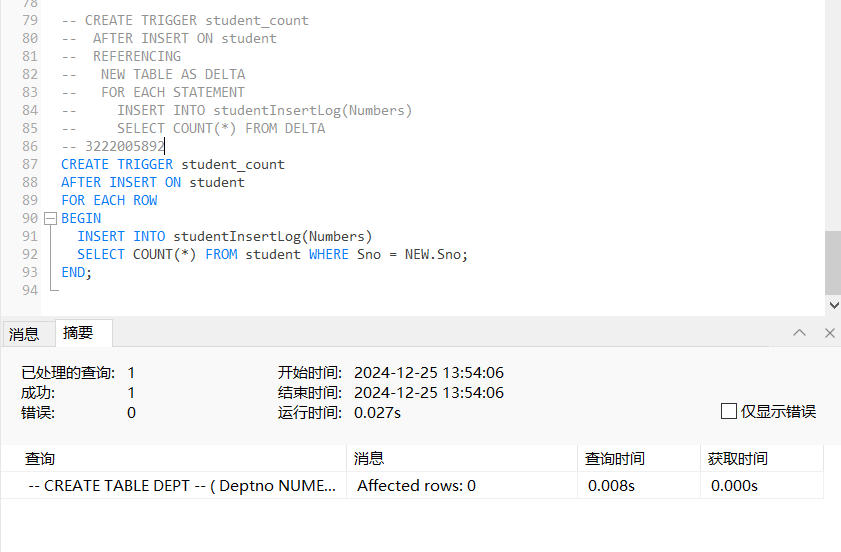 78
79 -- CREATE TRIGGER student_count
80 --  AFTER INSERT ON student
81 --  REFERENCING
82 --   NEW TABLE AS DELTA
83 --   FOR EACH STATEMENT
84 --     INSERT INTO studentInsertLog(Numbers)
85 --     SELECT COUNT(*) FROM DELTA
86 -- 3222005892
87 CREATE TRIGGER student_count
88 AFTER INSERT ON student
89 FOR EACH ROW
90 BEGIN
91   INSERT INTO studentInsertLog(Numbers)
92   SELECT COUNT(*) FROM student WHERE Sno = NEW.Sno;
93 END;
94
消息 摘要
已处理的查询: 1 开始时间: 2024-12-25 13:54:06
成功: 1 结束时间: 2024-12-25 13:54:06
错误: 0 运行时间: 0.027s
仅显示错误
查询 消息 查询时间 获取时间
-- CREATE TABLE DEPT -- ( Deptno NUME... Affected rows: 0 0.008s 0.000s